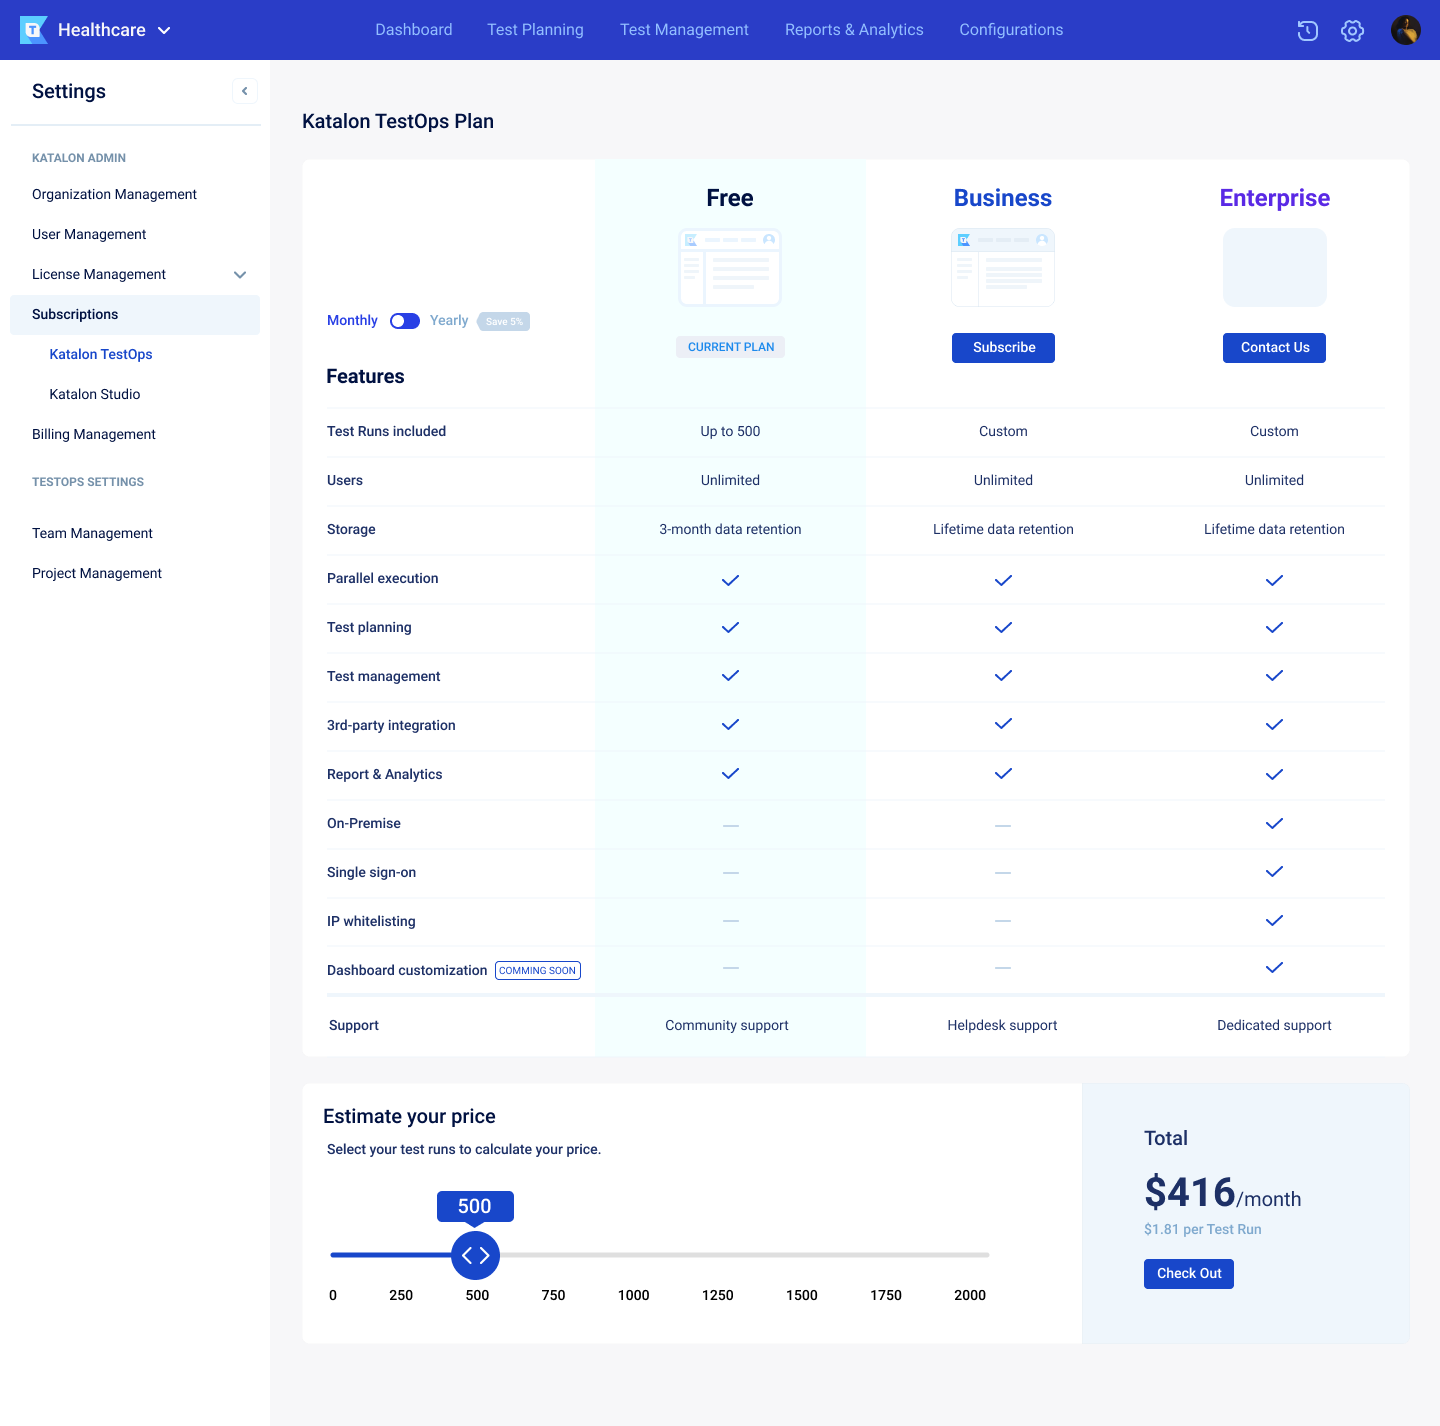 Healthcare
Dashboard
Test Planning
Test Management
Reports & Analytics
Configurations
Settings
KATALON ADMIN
Organization Management
User Management
License Management
Subscriptions
Katalon TestOps
Katalon Studio
Billing Management
TESTOPS SETTINGS
Team Management
Project Management
Katalon TestOps Plan
Free
Business
Enterprise
Monthly
Yearly
Save 5%
CURRENT PLAN
Subscribe
Contact Us
Features
Test Runs included
Up to 500
Custom
Custom
Users
Unlimited
Unlimited
Unlimited
Storage
3-month data retention
Lifetime data retention
Lifetime data retention
Parallel execution
Test planning
Test management
3rd-party integration
Report & Analytics
On-Premise
Single sign-on
IP whitelisting
Dashboard customization
COMMING SOON
Support
Community support
Helpdesk support
Dedicated support
Estimate your price
Select your test runs to calculate your price.
500
0
250
500
750
1000
1250
1500
1750
2000
Total
$416/month
$1.81 per Test Run
Check Out